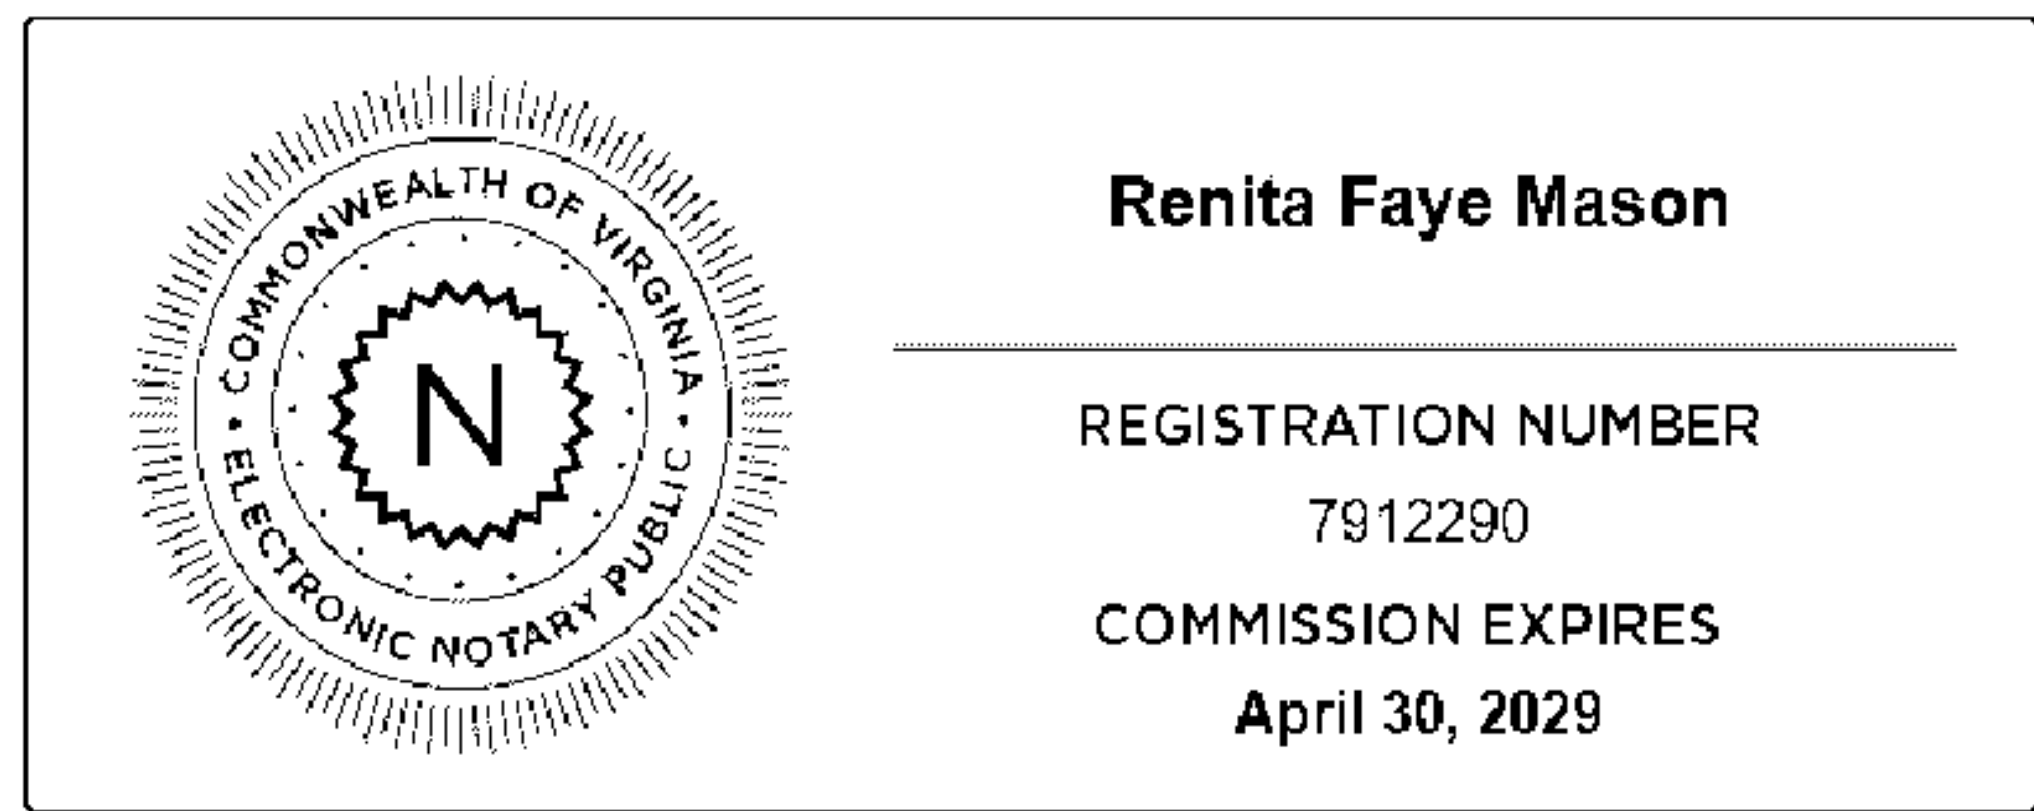 COMMONWEALTH OF VIRGINIA
• ELECTRONIC NOTARY PUBLIC •
N
Renita Faye Mason
REGISTRATION NUMBER
7912290
COMMISSION EXPIRES
April 30, 2029